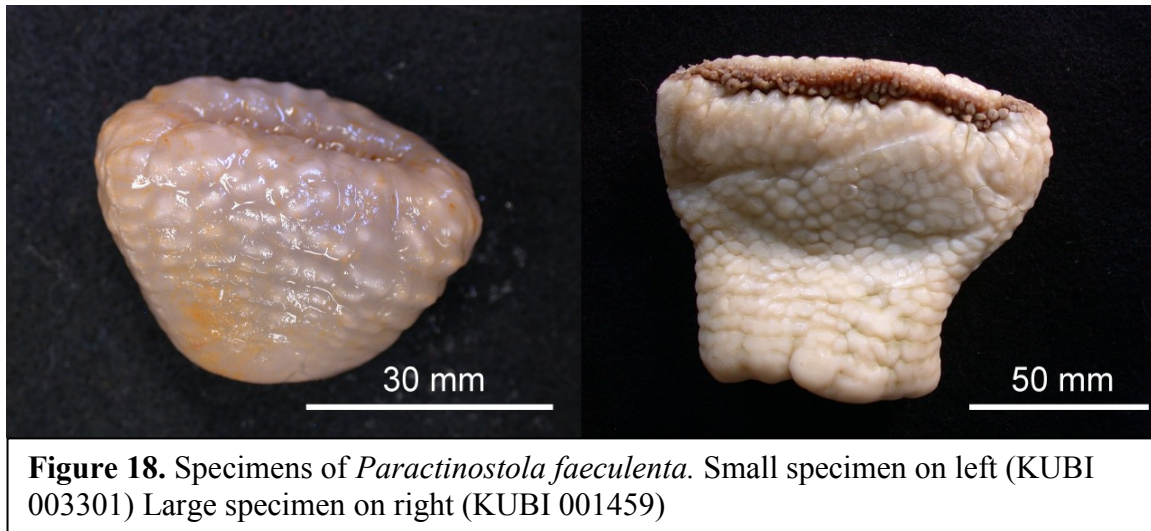 30 mm
50 mm
Figure 18. Specimens of Paractinostola faeculenta. Small specimen on left (KUBI
003301) Large specimen on right (KUBI 001459)